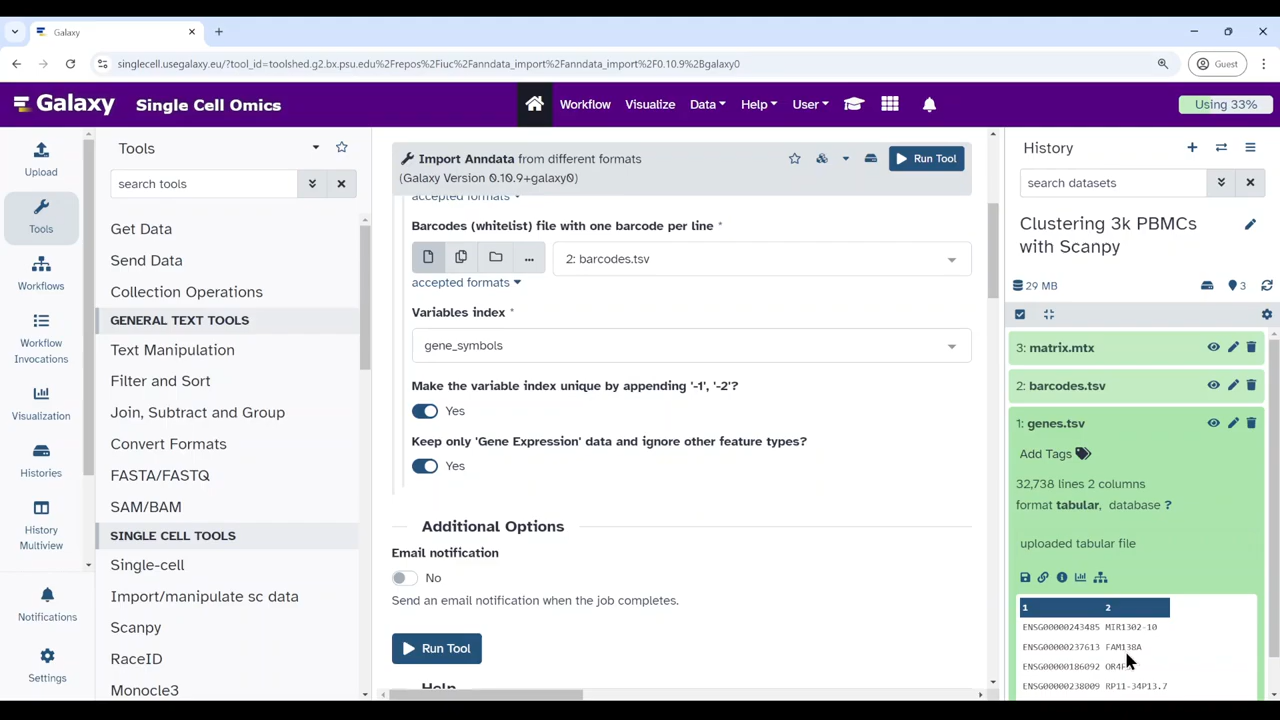 Galaxy
singlecell.usegalaxy.eu/?tool_id=toolshed.g2.bx.psu.edu%2Frepos%2Fiuc%2Fanndata_import%2Fanndata_import%2F0.10.9%2Bgalaxy0
Guest
Galaxy
Single Cell Omics
Workflow
Visualize
Data
Help
User
Using 33%
Upload
Tools
Workflows
Workflow
Invocations
Visualization
Histories
History
Multiview
Notifications
Settings
Tools
search tools
Get Data
Send Data
Collection Operations
GENERAL TEXT TOOLS
Text Manipulation
Filter and Sort
Join, Subtract and Group
Convert Formats
FASTA/FASTQ
SAM/BAM
SINGLE CELL TOOLS
Single-cell
Import/manipulate sc data
Scanpy
RaceID
Monocle3
Import Anndata from different formats
(Galaxy Version 0.10.9+galaxy0)
Run Tool
accepted formats
Barcodes (whitelist) file with one barcode per line *
2: barcodes.tsv
accepted formats
Variables index *
gene_symbols
Make the variable index unique by appending '-1', '-2'?
Yes
Keep only 'Gene Expression' data and ignore other feature types?
Yes
Additional Options
Email notification
No
Send an email notification when the job completes.
Run Tool
Help
History
search datasets
Clustering 3k PBMCs
with Scanpy
29 MB
3
3: matrix.mtx
2: barcodes.tsv
1: genes.tsv
Add Tags
32,738 lines 2 columns
format tabular, database ?
uploaded tabular file
1 2
ENSG00000243485 MIR1302-10
ENSG00000237613 FAM138A
ENSG00000186092
ENSG00000238009 RP11-34P13.7